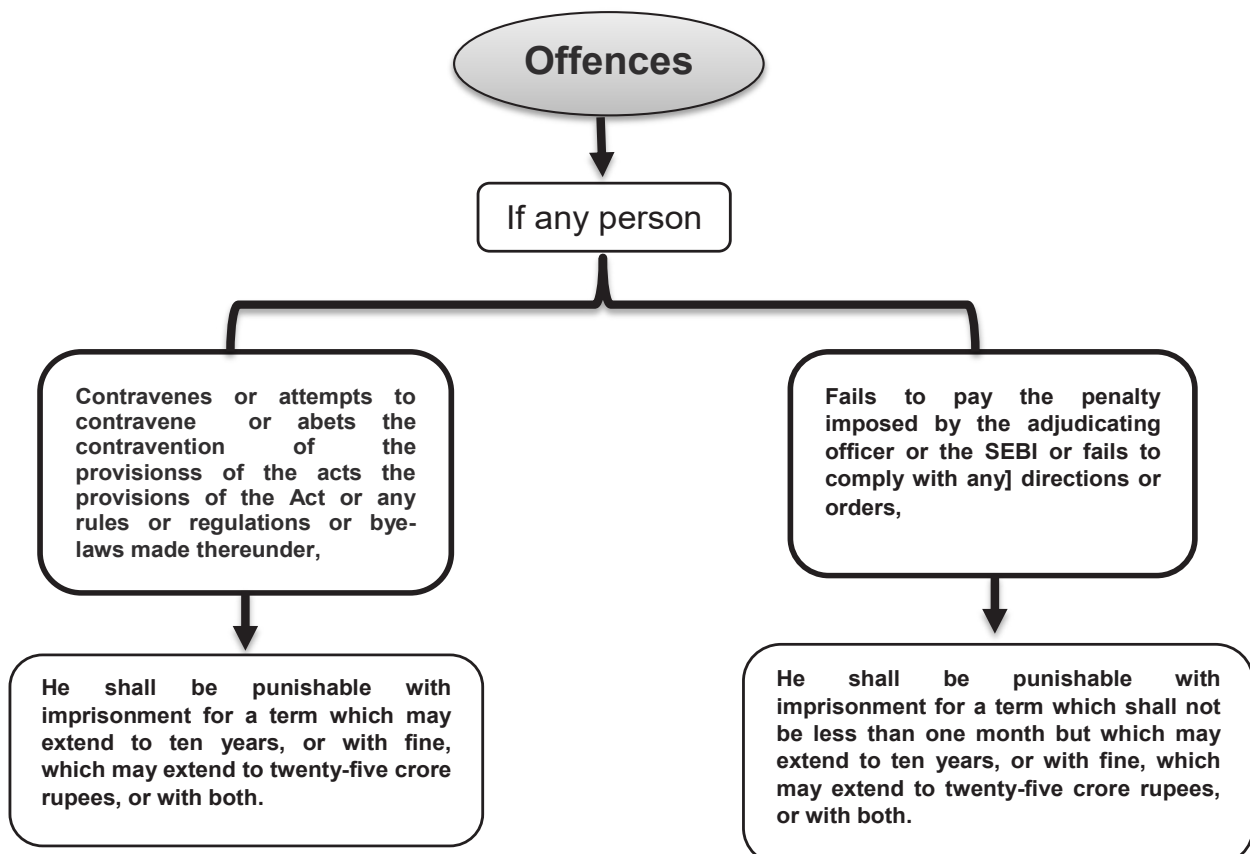 Offences
If any person
Contravenes or attempts to
contravene or abets the
contravention of the
provisionss of the acts the
provisions of the Act or any
rules or regulations or bye-
laws made thereunder,
Fails to pay the penalty
imposed by the adjudicating
officer or the SEBI or fails to
comply with any] directions or
orders,
He shall be punishable with
imprisonment for a term which may
extend to ten years, or with fine,
which may extend to twenty-five crore
rupees, or with both.
He shall be punishable with
imprisonment for a term which shall not
be less than one month but which may
extend to ten years, or with fine, which
may extend to twenty-five crore rupees,
or with both.